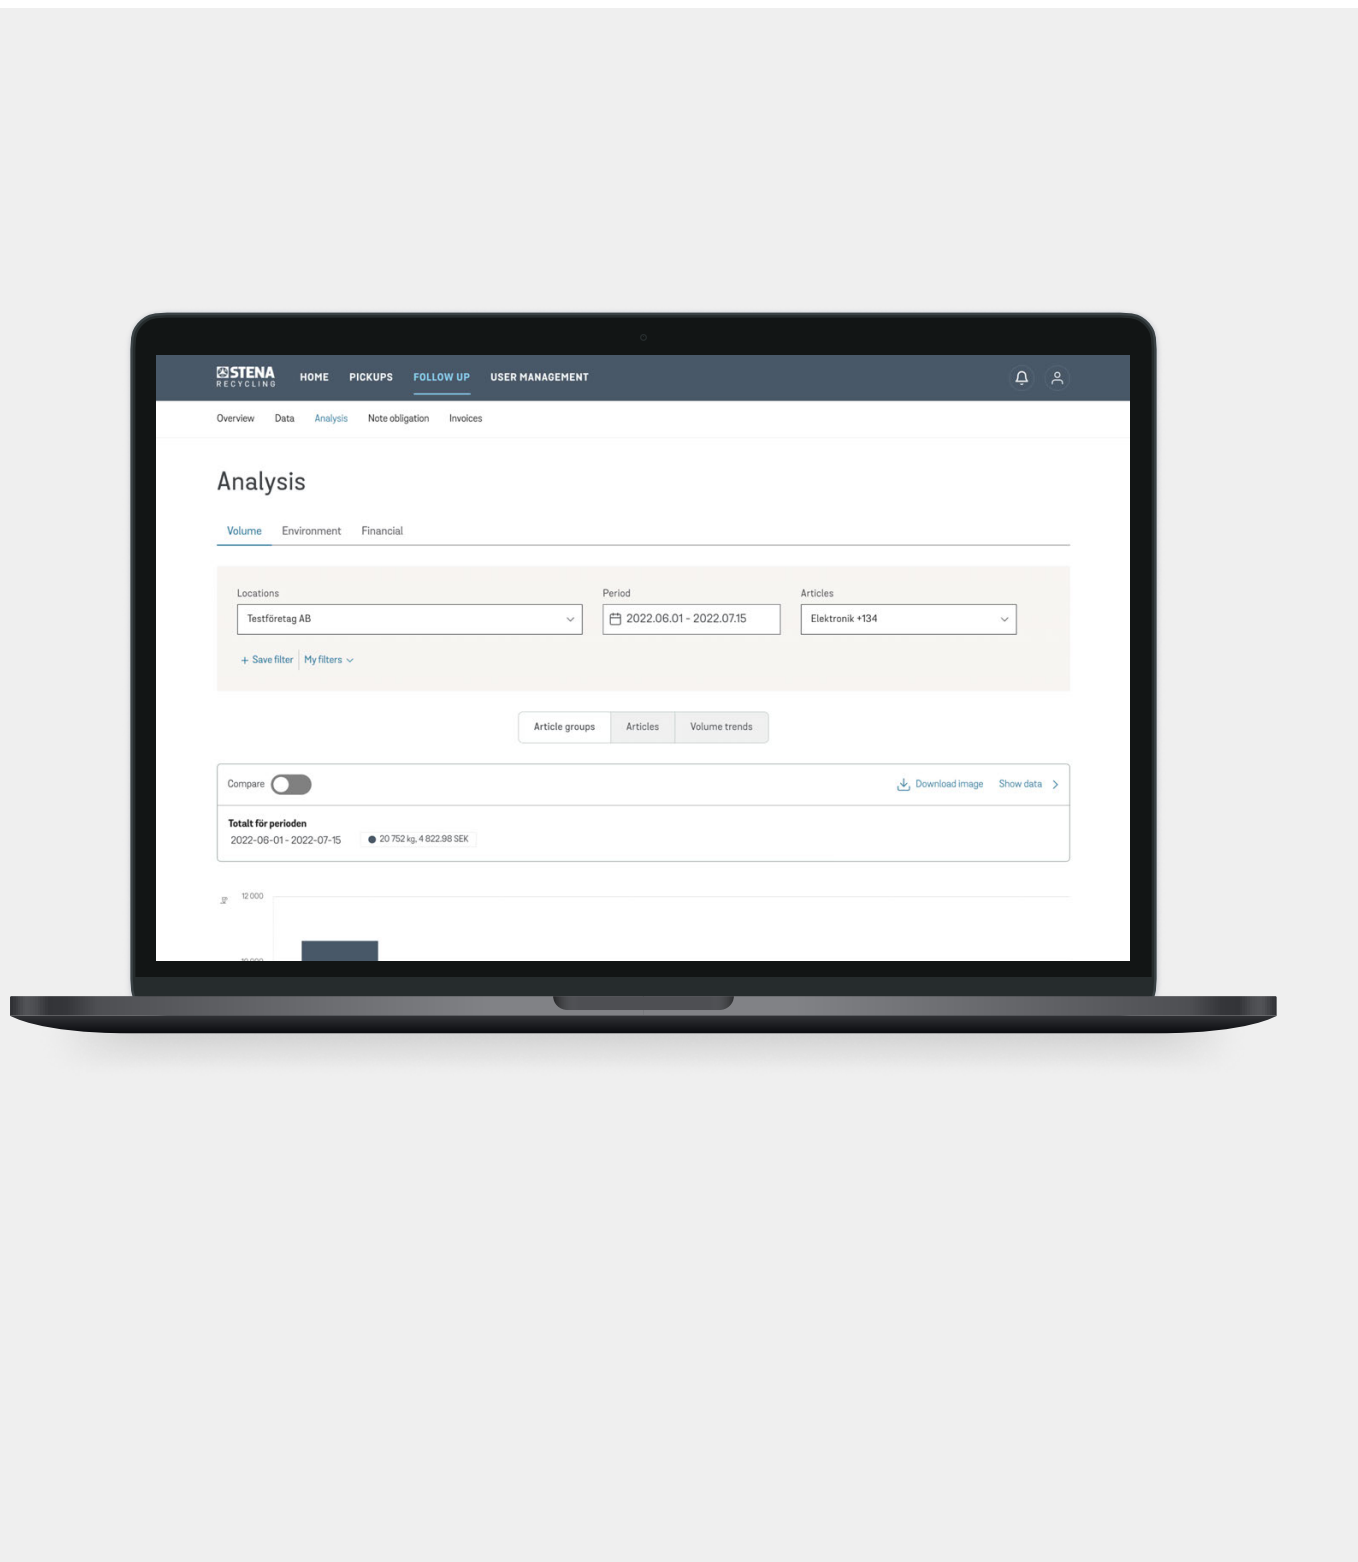 STENA
RECYCLING
HOME PICKUPS FOLLOW UP USER MANAGEMENT
Overview Data Analysis Note obligation Invoices
Analysis
Volume Environment Financial
Locations Period Articles
Testföretag AB 2022.06.01 - 2022.07.15 Elektronik +134
+ Save filter My filters
Article groups Articles Volume trends
Compare Download image Show data
Totalt för perioden
2022-06-01 - 2022-07-15 20 752 kg, 4 822.98 SEK
kg 12 000